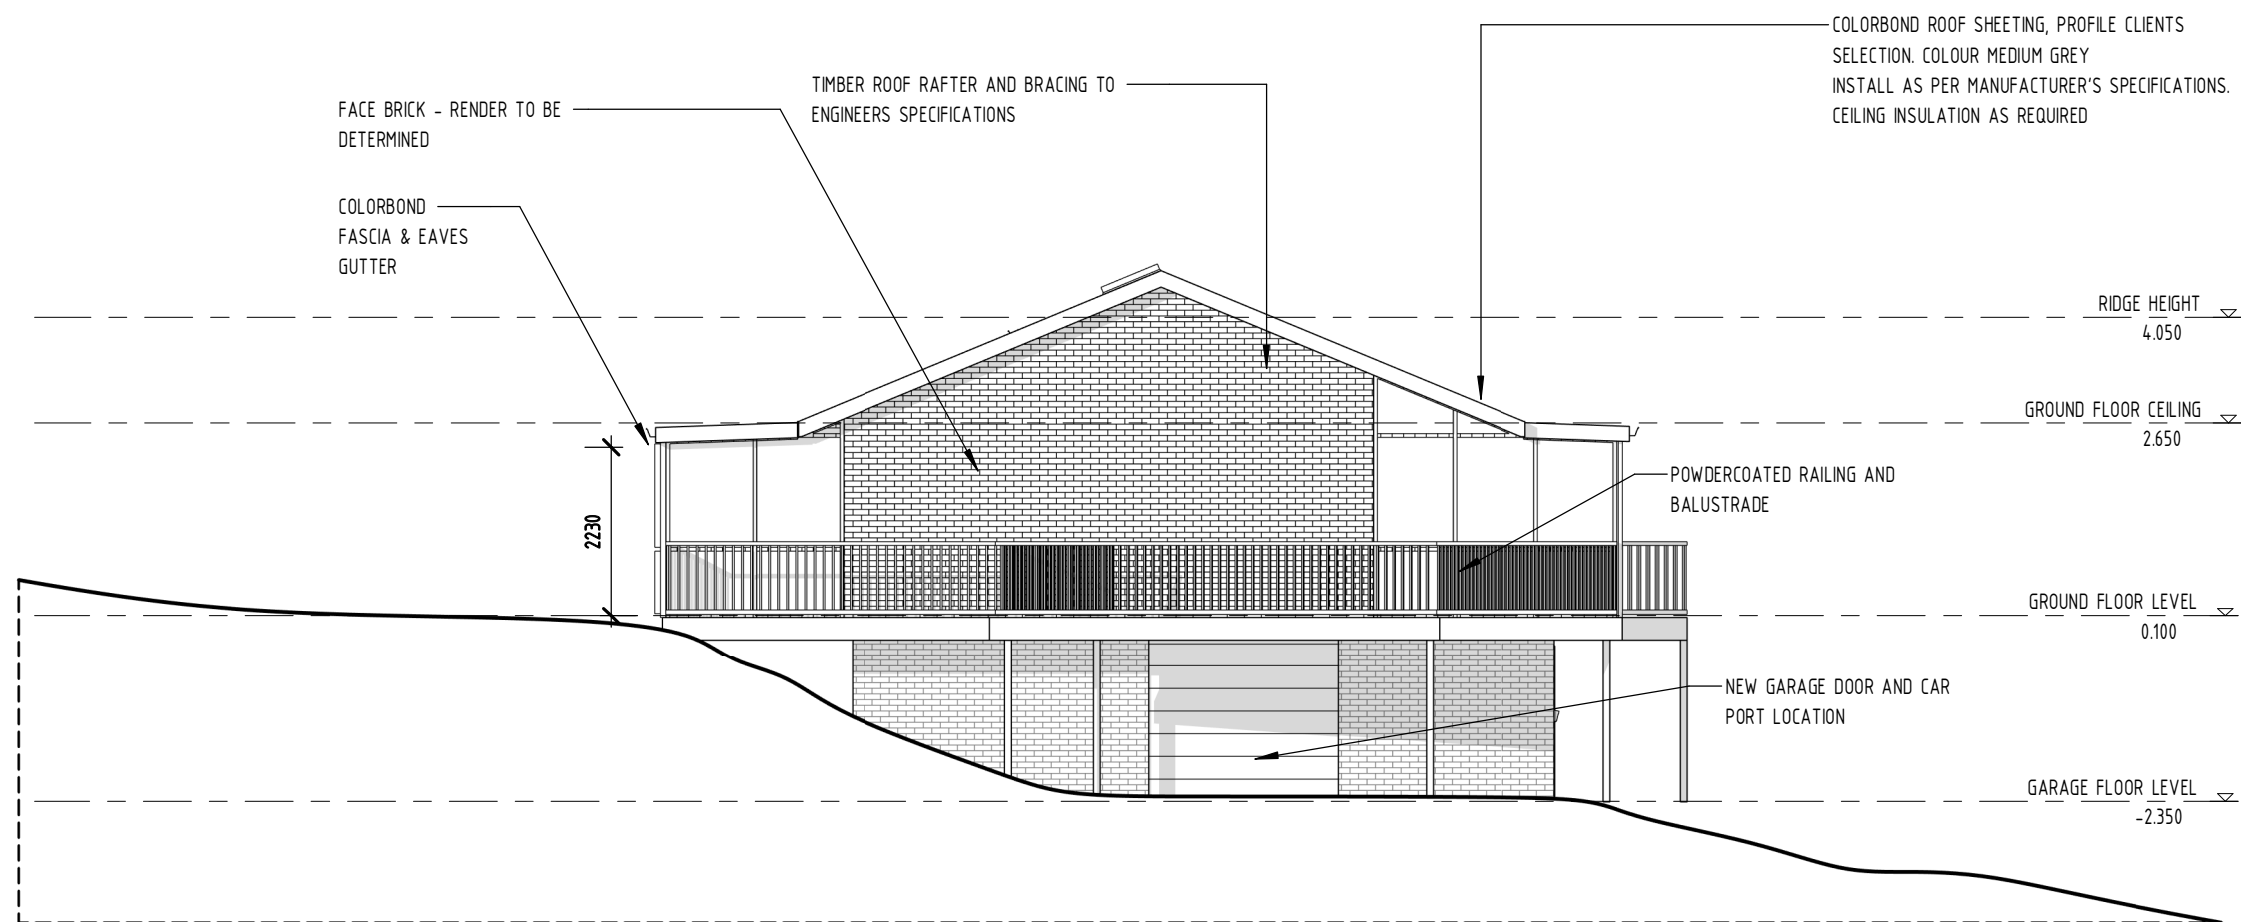 COLORBOND ROOF SHEETING, PROFILE CLIENTS
SELECTION. COLOUR MEDIUM GREY
INSTALL AS PER MANUFACTURER'S SPECIFICATIONS.
CEILING INSULATION AS REQUIRED
TIMBER ROOF RAFTER AND BRACING TO
ENGINEERS SPECIFICATIONS
FACE BRICK - RENDER TO BE
DETERMINED
COLORBOND
FASCIA & EAVES
GUTTER
RIDGE HEIGHT
4.050
GROUND FLOOR CEILING
2.650
POWDERCOATED RAILING AND
BALUSTRADE
2230
GROUND FLOOR LEVEL
0.100
NEW GARAGE DOOR AND CAR
PORT LOCATION
GARAGE FLOOR LEVEL
-2.350